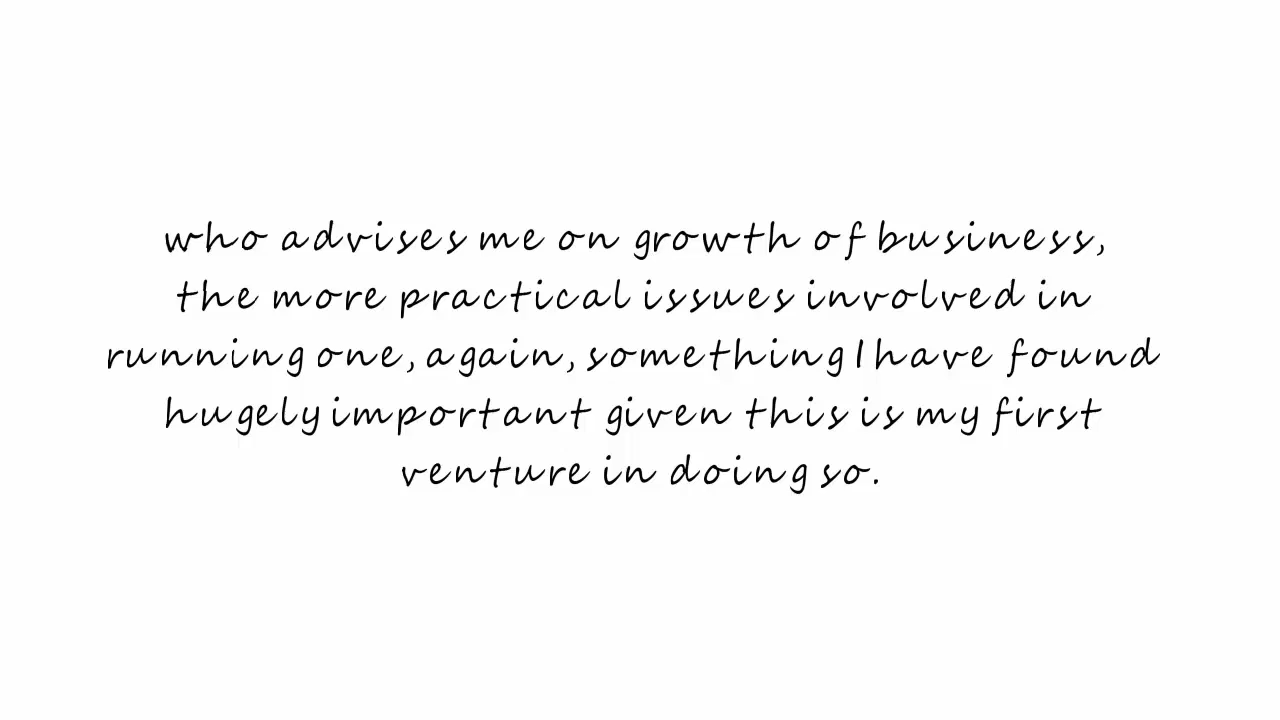 who advises me on growth of business,
the more practical issues involved in
running one, again, something I have found
hugely important given this is my first
venture in doing so.